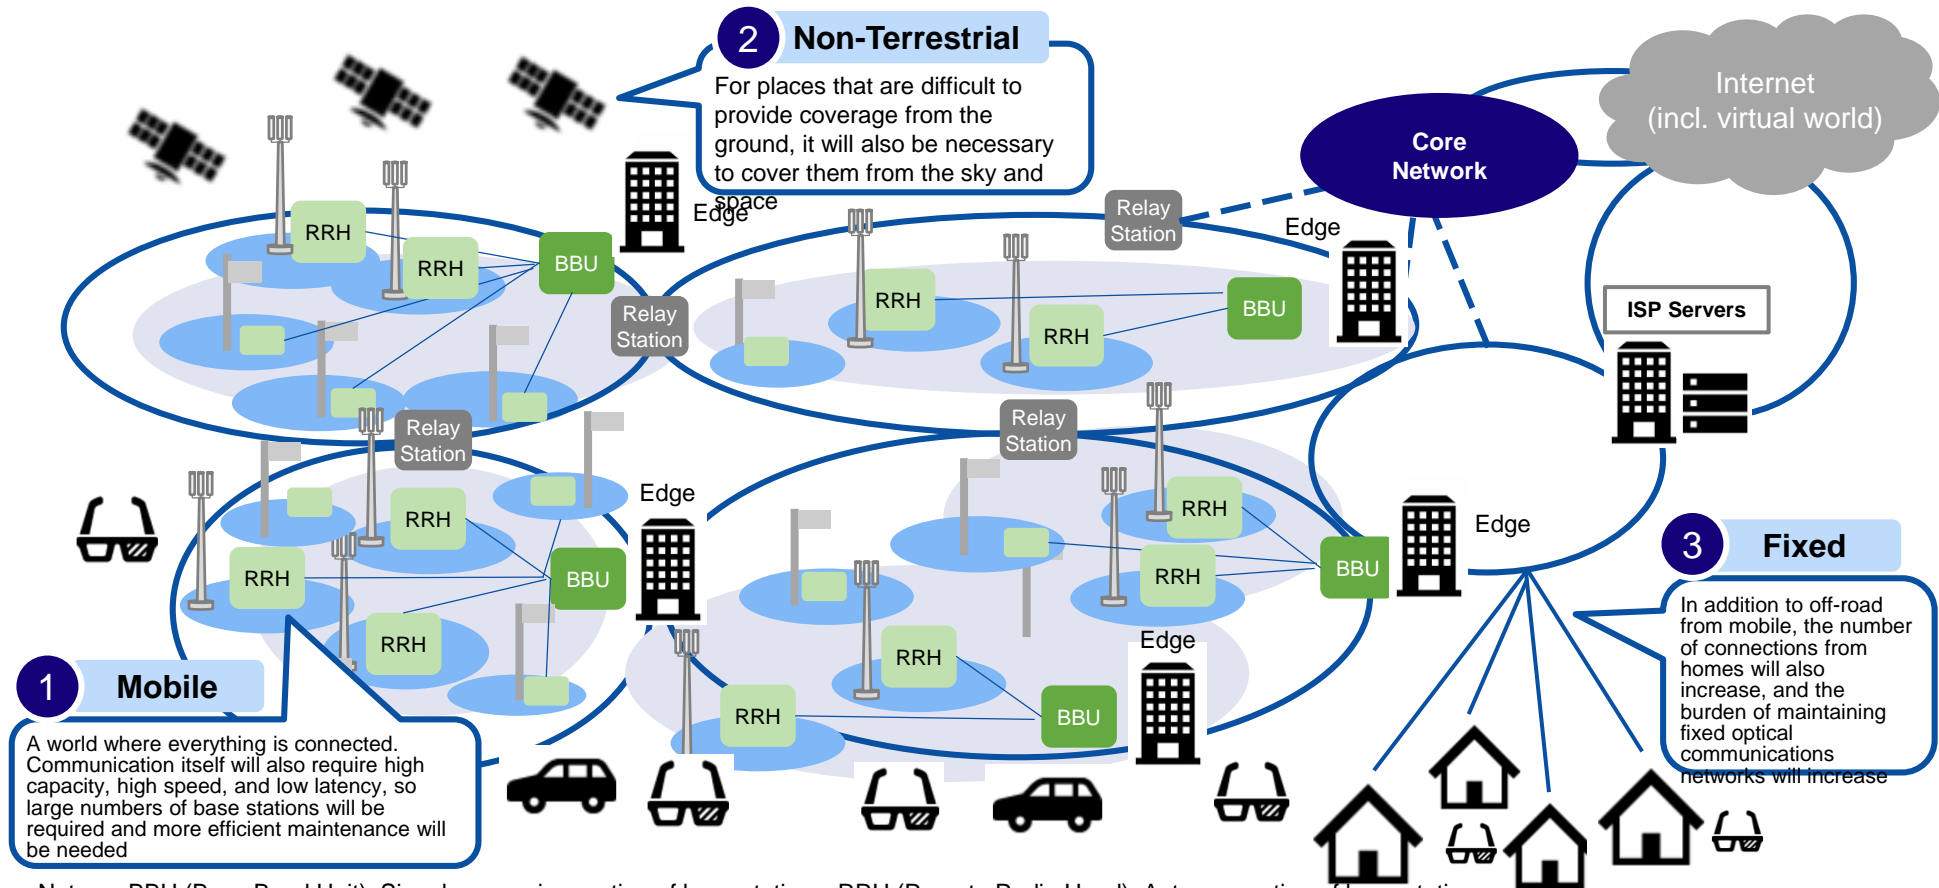 2 Non-Terrestrial
For places that are difficult to
provide coverage from the
ground, it will also be necessary
to cover them from the sky and
space
Internet
(incl. virtual world)
Core
Network
Edge
Relay
Station
Edge
RRH
RRH
BBU
Relay
Station
RRH
RRH
BBU
ISP Servers
Relay
Station
Relay
Station
RRH
RRH
RRH
BBU
Edge
RRH
RRH
BBU
Edge
RRH
RRH
BBU
Edge
1 Mobile
A world where everything is connected.
Communication itself will also require high
capacity, high speed, and low latency, so
large numbers of base stations will be
required and more efficient maintenance will
be needed
3 Fixed
In addition to off-road
from mobile, the number
of connections from
homes will also
increase, and the
burden of maintaining
fixed optical
communications
networks will increase